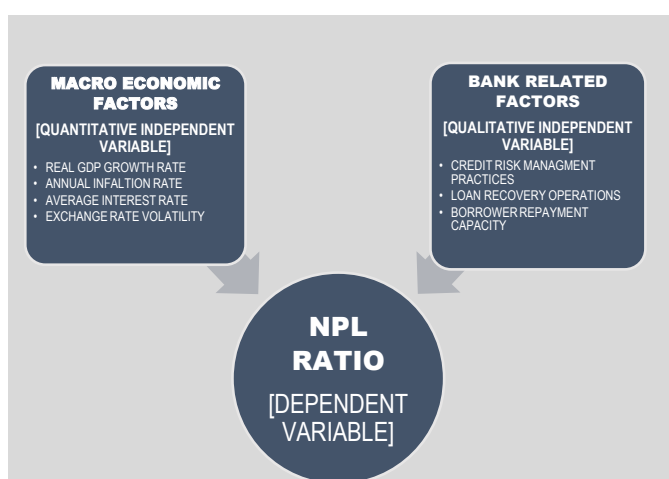 MACRO ECONOMIC
FACTORS
[QUANTITATIVE INDEPENDENT
VARIABLE]
• REAL GDP GROWTH RATE
• ANNUAL INFALTION RATE
• AVERAGE INTEREST RATE
• EXCHANGE RATE VOLATILITY
BANK RELATED
FACTORS
[QUALITATIVE INDEPENDENT
VARIABLE]
• CREDIT RISK MANAGMENT
PRACTICES
• LOAN RECOVERY OPERATIONS
• BORROWER REPAYMENT
CAPACITY
NPL
RATIO
[DEPENDENT
VARIABLE]